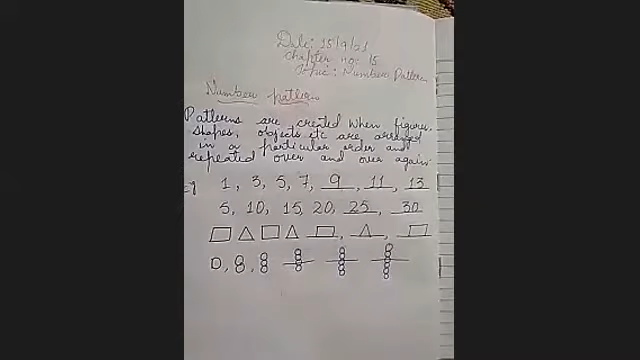 Date: 15/9/21
Chapter no: 15
Topic: Number Pattern
Number pattern
Patterns are created when figures,
shapes, objects etc are arranged
in a particular order and
repeated over and over again.
1, 3, 5, 7, 9, 11, 13
5, 10, 15, 20, 25, 30